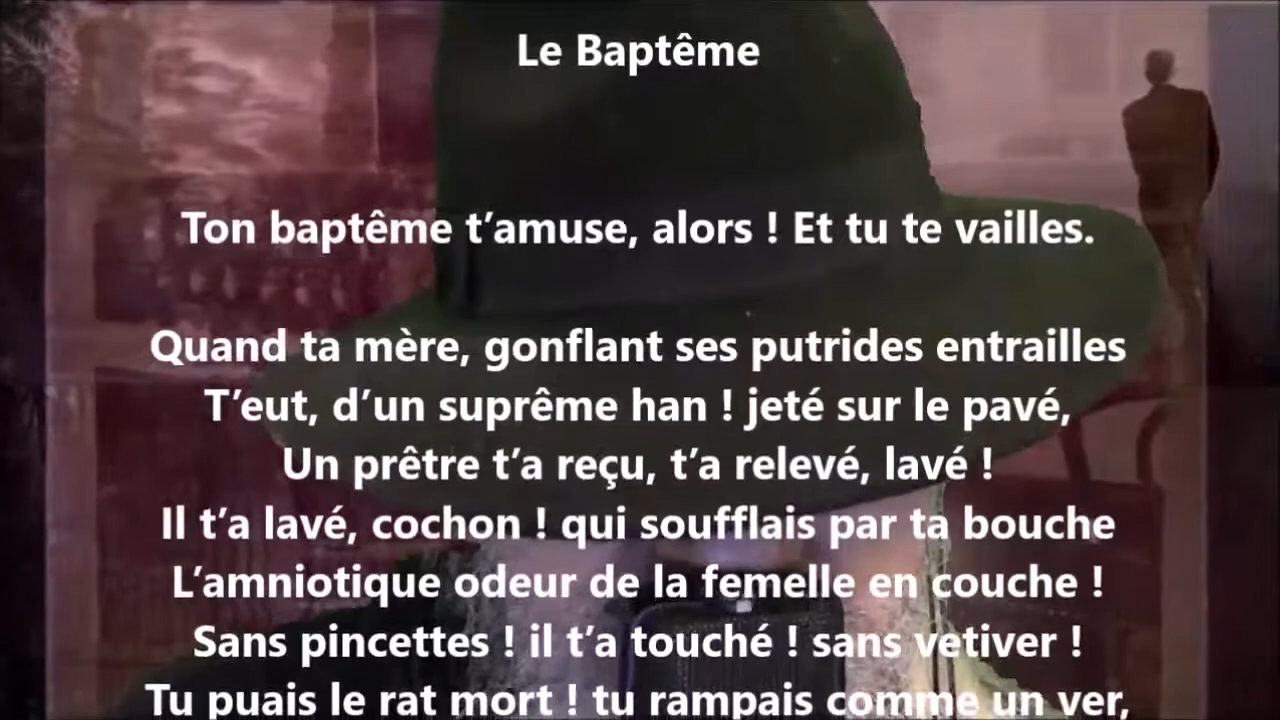 Le Baptême
Ton baptême t’amuse, alors ! Et tu te vailles.
Quand ta mère, gonflant ses putrides entrailles
T’eut, d’un suprême han ! jeté sur le pavé,
Un prêtre t’a reçu, t’a relevé, lavé !
Il t’a lavé, cochon ! qui soufflais par ta bouche
L’amniotique odeur de la femelle en couche !
Sans pincettes ! il t’a touché ! sans vetiver !
Tu puais le rat mort ! tu rampais comme un ver,